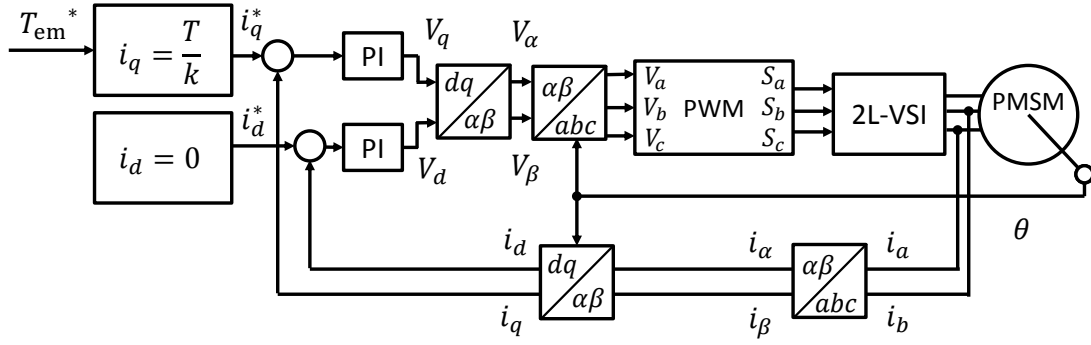 T_em*
i_q = T/k
i_q*
PI
V_q
V_α
dq
αβ
αβ
abc
V_a
V_b
V_c
PWM
S_a
S_b
S_c
2L-VSI
PMSM
i_d = 0
i_d*
PI
V_d
V_β
θ
i_d
i_q
dq
αβ
i_α
i_β
αβ
abc
i_a
i_b